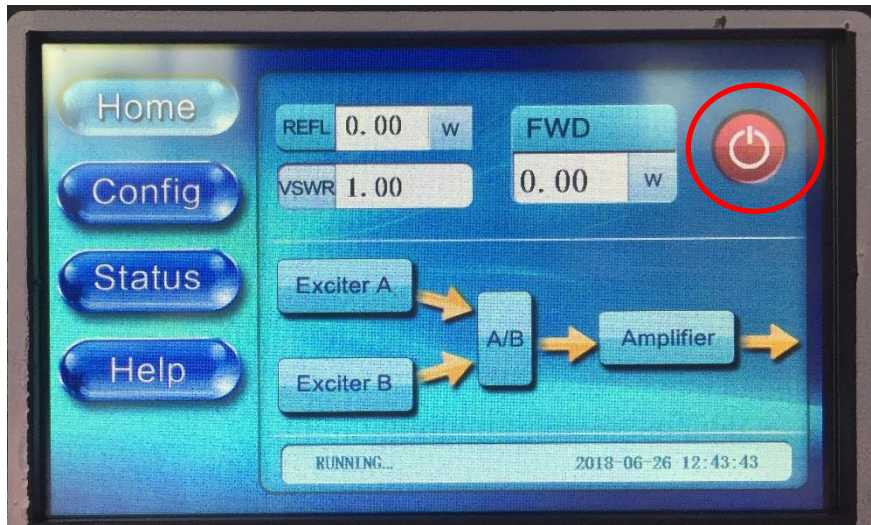 Home
Config
Status
Help
REFL 0.00 W
VSWR 1.00
FWD
0.00 W
Exciter A
Exciter B
A/B
Amplifier
RUNNING... 2018-06-26 12:43:43